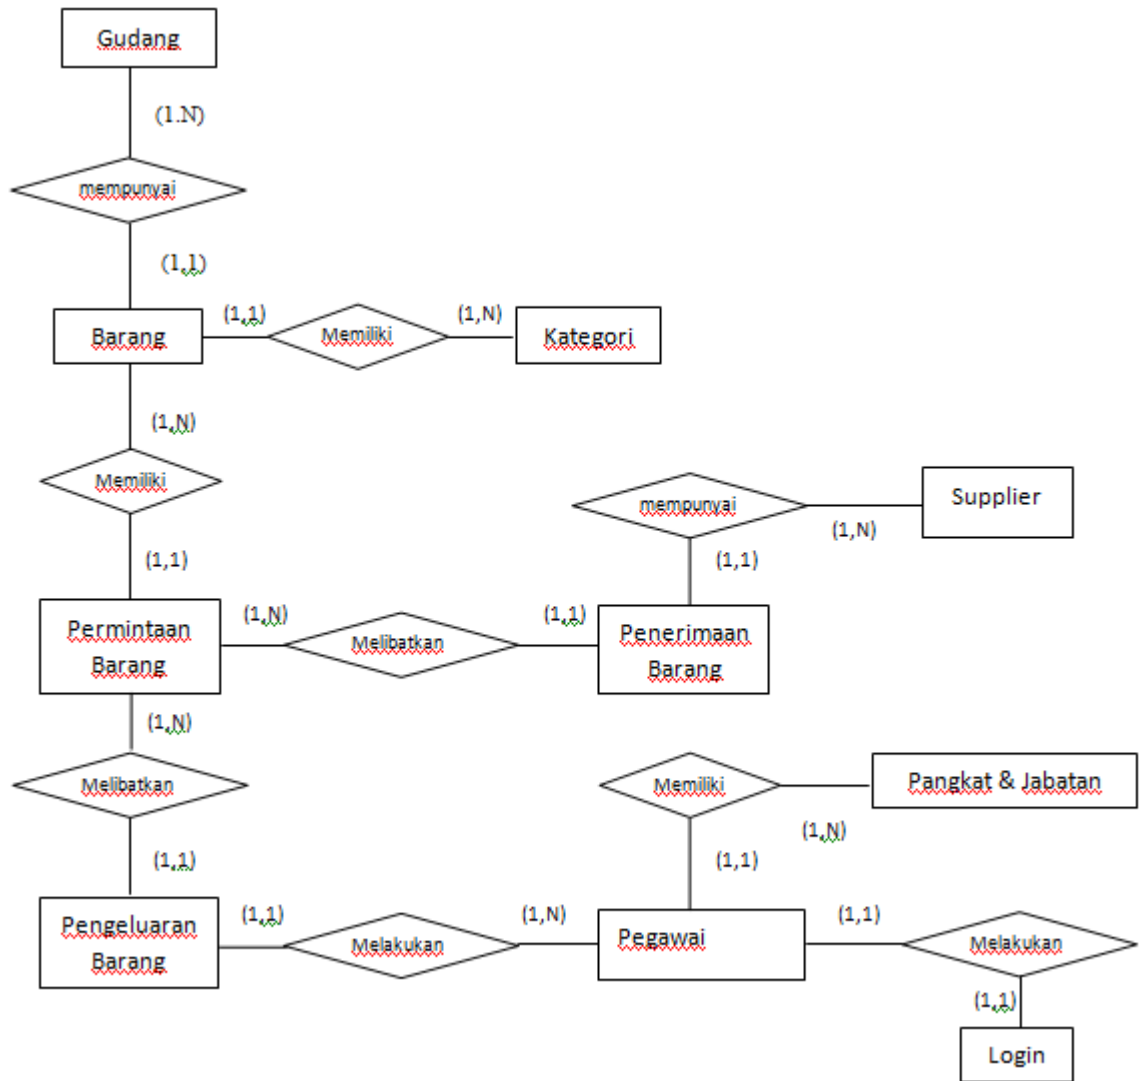 Gudang
(1.N)
mempunyai
(1,1)
Barang
(1,1)
Memiliki
(1,N)
Kategori
(1,N)
Memiliki
(1,1)
mempunyai
(1,N)
Supplier
(1,1)
Permintaan
Barang
(1,N)
Melibatkan
(1,1)
Penerimaan
Barang
(1,N)
Melibatkan
(1,1)
Memiliki
(1,N)
Pangkat & Jabatan
(1,1)
Pengeluaran
Barang
(1,1)
Melakukan
(1,N)
Pegawai
(1,1)
Melakukan
(1,1)
Login